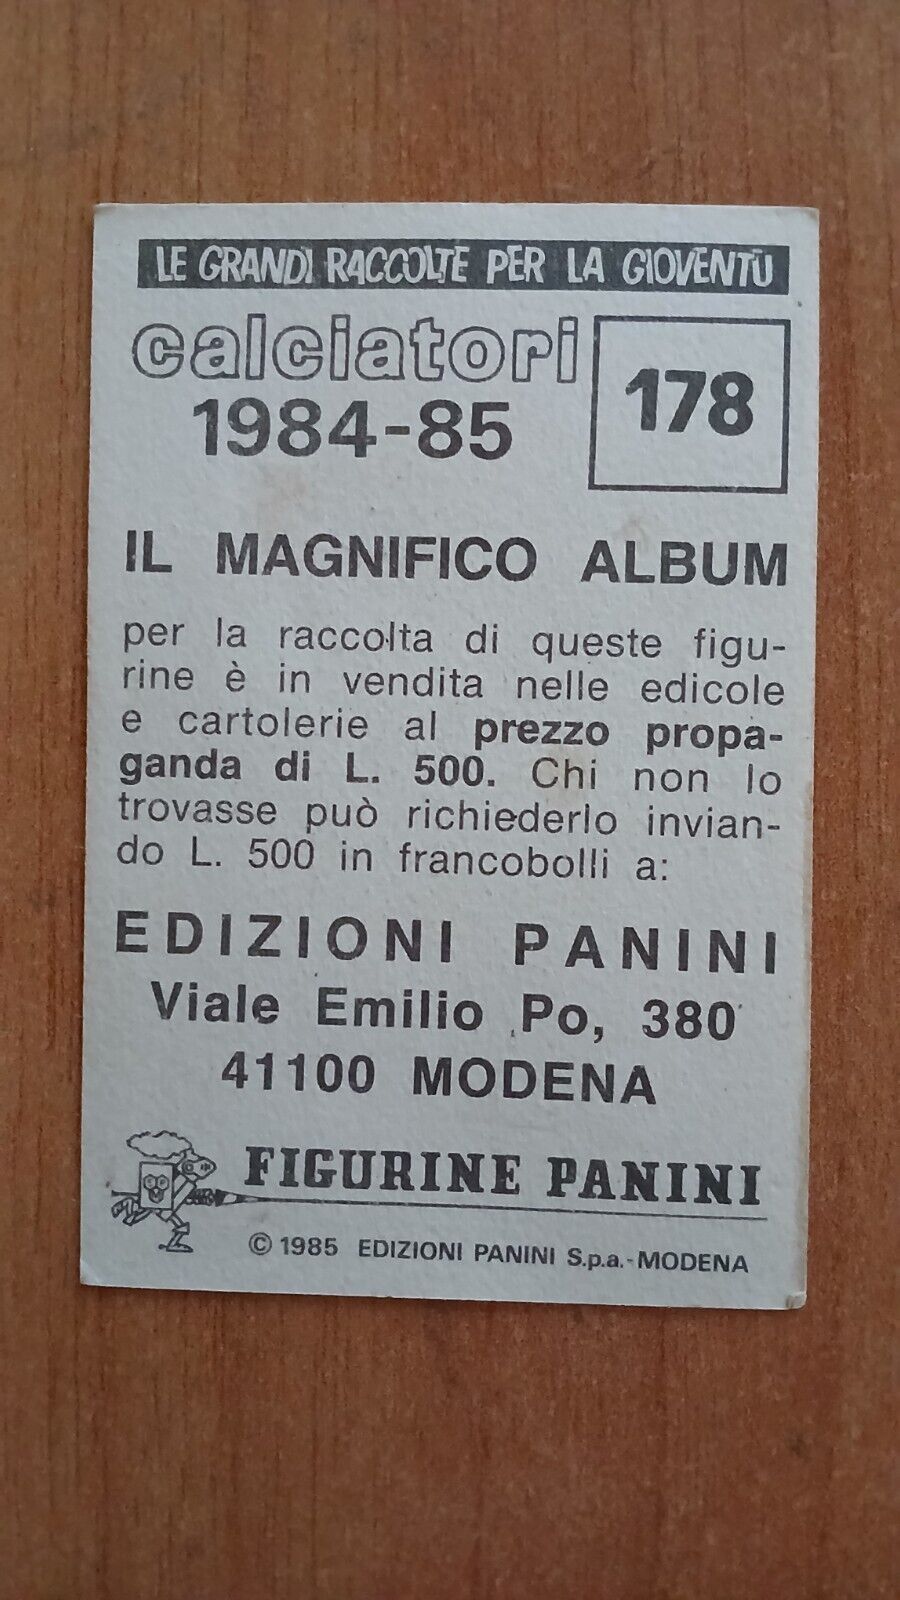 LE GRANDI RACCOLTE PER LA GIOVENTÙ
calciatori
1984-85
178
IL MAGNIFICO ALBUM
per la raccolta di queste figu-
rine è in vendita nelle edicole
e cartolerie al prezzo propa-
ganda di L. 500. Chi non lo
trovasse può richiederlo invian-
do L. 500 in francobolli a:
EDIZIONI PANINI
Viale Emilio Po, 380
41100 MODENA
FIGURINE PANINI
© 1985 EDIZIONI PANINI S.p.a.-MODENA